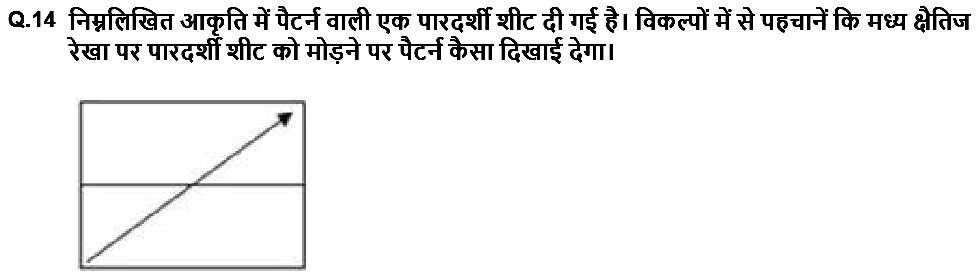 Q.14 निम्नलिखित आकृति में पैटर्न वाली एक पारदर्शी शीट दी गई है। विकल्पों में से पहचानें कि मध्य क्षैतिज
रेखा पर पारदर्शी शीट को मोड़ने पर पैटर्न कैसा दिखाई देगा।